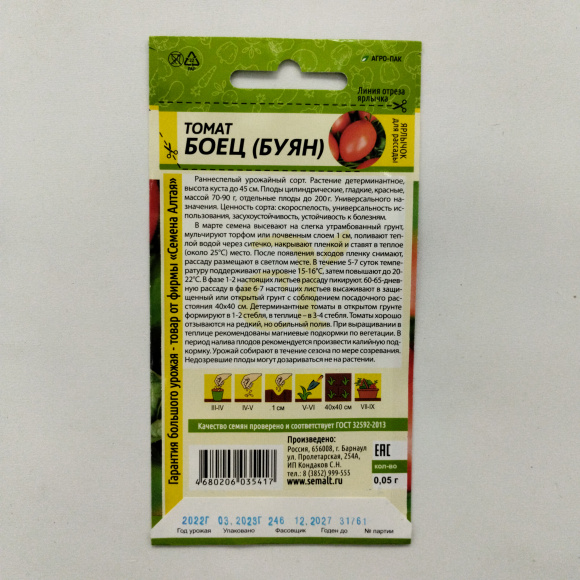 АГРО-ПАК
Линия отреза
ярлычка
ТОМАТ
БОЕЦ (БУЯН)
ЯРЛЫЧОК
для рассады
Гарантия большого урожая - товар от фирмы «Семена Алтая»
Раннеспелый урожайный сорт. Растение детерминантное,
высота куста до 45 см. Плоды цилиндрические, гладкие, красные,
массой 70-90 г, отдельные плоды до 200 г. Универсального на-
значения. Ценность сорта: скороспелость, универсальность ис-
пользования, засухоустойчивость, устойчивость к болезням.
В марте семена высевают на слегка утрамбованный грунт,
мульчируют торфом или почвенным слоем 1 см, поливают теп-
лой водой через ситечко, накрывают пленкой и ставят в теплое
(около 25°С) место. После появления всходов пленку снимают,
рассаду размещают в светлом месте. В течение 5-7 суток темпе-
ратуру поддерживают на уровне 15-16°С, затем повышают до 20-
22°С. В фазе 1-2 настоящих листьев рассаду пикируют. 60-65-днев-
ную рассаду в фазе 6-7 настоящих листьев высаживают в защи-
щенный или открытый грунт с соблюдением посадочного рас-
стояния 40х40 см. Детерминантные томаты в открытом грунте
формируют в 1-2 стебля, в теплице – в 3-4 стебля. Томаты хорошо
отзываются на редкий, но обильный полив. При выращивании в
теплице рекомендованы магниевые подкормки по вегетации. В
период налива плодов рекомендуется произвести калийную под-
кормку. Урожай собирают в течение сезона по мере созревания.
Недозревшие плоды могут дозариваться не на растении.
III-IV
IV-V
1 см
V-VI
40х40 см
VII-IX
Качество семян проверено и соответствует ГОСТ 32592-2013
Произведено:
Россия, 656008, г. Барнаул
ул. Пролетарская, 254А,
ИП Кондаков С.Н.
тел.: 8 (3852) 999-553
www.semalt.ru
EAC
кол-во
0,05 г
4680206035417
2022Г 03.2023Г 246 12.2027 31761
Год урожая Упаковано Фасовщик Годен до № партии